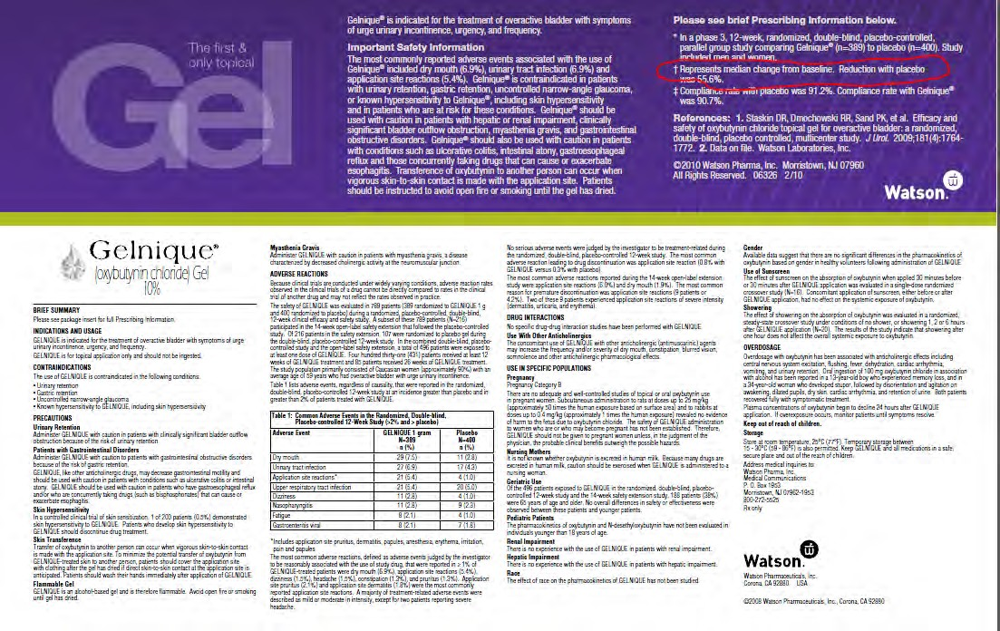 The first &
only topical
Gel
Gelnique® is indicated for the treatment of overactive bladder with symptoms
of urge urinary incontinence, urgency, and frequency.
Important Safety Information
The most commonly reported adverse events associated with the use of
Gelnique® included dry mouth (6.9%), urinary tract infection (6.9%) and
application site reactions (5.4%). Gelnique® is contraindicated in patients
with urinary retention, gastric retention, uncontrolled narrow-angle glaucoma,
or known hypersensitivity to Gelnique®, including skin hypersensitivity
and in patients who are at risk for these conditions. Gelnique® should be
used with caution in patients with hepatic or renal impairment, clinically
significant bladder outflow obstruction, myasthenia gravis, and gastrointestinal
obstructive disorders. Gelnique® should also be used with caution in patients
with conditions such as ulcerative colitis, intestinal atony, gastroesophageal
reflux and those concurrently taking drugs that can cause or exacerbate
esophagitis. Transference of oxybutynin to another person can occur when
vigorous skin-to-skin contact is made with the application site. Patients
should be instructed to avoid open fire or smoking until the gel has dried.
Please see brief Prescribing Information below.
* In a phase 3, 12-week, randomized, double-blind, placebo-controlled,
parallel group study comparing Gelnique® (n=389) to placebo (n=400). Study
included men and women.
† Represents median change from baseline. Reduction with placebo
was 55.6%.
‡ Compliance rate with placebo was 91.2%. Compliance rate with Gelnique®
was 90.7%.
References: 1. Staskin DR, Dmochowski RR, Sand PK, et al. Efficacy and
safety of oxybutynin chloride topical gel for overactive bladder: a randomized,
double-blind, placebo controlled, multicenter study. J Urol. 2009;181(4):1764-
1772. 2. Data on file. Watson Laboratories, Inc.
©2010 Watson Pharma, Inc. Morristown, NJ 07960
All Rights Reserved. 06326 2/10
Watson.
Gelnique®
(oxybutynin chloride) Gel
10%
BRIEF SUMMARY
Please see package insert for full Prescribing Information.
INDICATIONS AND USAGE
GELNIQUE is indicated for the treatment of overactive bladder with symptoms of urge
urinary incontinence, urgency, and frequency.
GELNIQUE is for topical application only and should not be ingested.
CONTRAINDICATIONS
The use of GELNIQUE is contraindicated in the following conditions:
• Urinary retention
• Gastric retention
• Uncontrolled narrow-angle glaucoma
• Known hypersensitivity to GELNIQUE, including skin hypersensitivity
PRECAUTIONS
Urinary Retention
Administer GELNIQUE with caution in patients with clinically significant bladder outflow
obstruction because of the risk of urinary retention.
Patients with Gastrointestinal Disorders
Administer GELNIQUE with caution to patients with gastrointestinal obstructive disorders
because of the risk of gastric retention.
GELNIQUE, like other anticholinergic drugs, may decrease gastrointestinal motility and
should be used with caution in patients with conditions such as ulcerative colitis or intestinal
atony. GELNIQUE should be used with caution in patients who have gastroesophageal reflux
and/or who are concurrently taking drugs (such as bisphosphonates) that can cause or
exacerbate esophagitis.
Skin Hypersensitivity
In a controlled clinical trial of skin sensitization, 1 of 200 patients (0.5%) demonstrated
skin hypersensitivity to GELNIQUE. Patients who develop skin hypersensitivity to
GELNIQUE should discontinue drug treatment.
Skin Transference
Transfer of oxybutynin to another person can occur when vigorous skin-to-skin contact
is made with the application site. To minimize the potential transfer of oxybutynin from
GELNIQUE-treated skin to another person, patients should cover the application site
with clothing after the gel has dried if direct skin-to-skin contact at the application site is
anticipated. Patients should wash their hands immediately after application of GELNIQUE.
Flammable Gel
GELNIQUE is an alcohol-based gel and is therefore flammable. Avoid open fire or smoking
until gel has dried.
Myasthenia Gravis
Administer GELNIQUE with caution in patients with myasthenia gravis, a disease
characterized by decreased cholinergic activity at the neuromuscular junction.
ADVERSE REACTIONS
Because clinical trials are conducted under widely varying conditions, adverse reaction rates
observed in the clinical trials of a drug cannot be directly compared to rates in the clinical
trial of another drug and may not reflect the rates observed in practice.
The safety of GELNIQUE was evaluated in 789 patients (389 randomized to GELNIQUE 1 g
and 400 randomized to placebo) during a randomized, placebo-controlled, double-blind,
12-week clinical efficacy and safety study. A subset of these 789 patients (N=216)
participated in the 14-week open-label safety extension that followed the placebo-controlled
study. Of 216 patients in the safety extension, 107 were randomized to placebo gel during
the double-blind, placebo-controlled 12-week study. In the combined double-blind, placebo-
controlled study and the open-label safety extension, a total of 496 patients were exposed to
at least one dose of GELNIQUE. Four hundred thirty-one (431) patients received at least 12
weeks of GELNIQUE treatment and 85 patients received 26 weeks of GELNIQUE treatment.
The study population primarily consisted of Caucasian women (approximately 90%) with an
average age of 59 years who had overactive bladder with urge urinary incontinence.
Table 1 lists adverse events, regardless of causality, that were reported in the randomized,
double-blind, placebo-controlled 12-week study at an incidence greater than placebo and in
greater than 2% of patients treated with GELNIQUE.
Table 1: Common Adverse Events in the Randomized, Double-blind,
Placebo-controlled 12-Week Study (>2% and > placebo)
Adverse Event GELNIQUE 1 gram Placebo
N=389 N=400
n (%) n (%)
Dry mouth 29 (7.5) 11 (2.8)
Urinary tract infection 27 (6.9) 17 (4.3)
Application site reactions* 21 (5.4) 4 (1.0)
Upper respiratory tract infection 21 (5.4) 20 (5.0)
Dizziness 11 (2.8) 4 (1.0)
Nasopharyngitis 11 (2.8) 9 (2.3)
Fatigue 8 (2.1) 4 (1.0)
Gastroenteritis viral 8 (2.1) 7 (1.8)
*Includes application site pruritus, dermatitis, papules, anesthesia, erythema, irritation,
pain and papules
The most common adverse reactions, defined as adverse events judged by the investigator
to be reasonably associated with the use of study drug, that were reported in ≥ 1% of
GELNIQUE-treated patients were dry mouth (6.9%), application site reactions (5.4%),
dizziness (1.5%), headache (1.5%), constipation (1.3%), and pruritus (1.3%). Application
site pruritus (2.1%) and application site dermatitis (1.8%) were the most commonly
reported application site reactions. A majority of treatment-related adverse events were
described as mild or moderate in intensity, except for two patients reporting severe
headache.
No serious adverse events were judged by the investigator to be treatment-related during
the randomized, double-blind, placebo-controlled 12-week study. The most common
adverse reaction leading to drug discontinuation was application site reaction (0.8% with
GELNIQUE versus 0.3% with placebo).
The most common adverse reactions reported during the 14-week open-label extension
study were application site reactions (6.0%) and dry mouth (1.9%). The most common
reason for premature discontinuation was application site reactions (9 patients or
4.2%). Two of these 9 patients experienced application site reactions of severe intensity
(dermatitis, urticaria, and erythema).
DRUG INTERACTIONS
No specific drug-drug interaction studies have been performed with GELNIQUE
Use With Other Anticholinergics
The concomitant use of GELNIQUE with other anticholinergic (antimuscarinic) agents
may increase the frequency and/or severity of dry mouth, constipation, blurred vision,
somnolence and other anticholinergic pharmacological effects.
USE IN SPECIFIC POPULATIONS
Pregnancy
Pregnancy Category B
There are no adequate and well-controlled studies of topical or oral oxybutynin use
in pregnant women. Subcutaneous administration to rats at doses up to 25 mg/kg
(approximately 50 times the human exposure based on surface area) and to rabbits at
doses up to 0.4 mg/kg (approximately 1 times the human exposure) revealed no evidence
of harm to the fetus due to oxybutynin chloride. The safety of GELNIQUE administration
to women who are or who may become pregnant has not been established. Therefore,
GELNIQUE should not be given to pregnant women unless, in the judgment of the
physician, the probable clinical benefits outweigh the possible hazards.
Nursing Mothers
It is not known whether oxybutynin is excreted in human milk. Because many drugs are
excreted in human milk, caution should be exercised when GELNIQUE is administered to a
nursing woman.
Geriatric Use
Of the 496 patients exposed to GELNIQUE in the randomized, double-blind, placebo-
controlled 12-week study and the 14-week safety extension study, 188 patients (38%)
were 65 years of age and older. No overall differences in safety or effectiveness were
observed between these patients and younger patients.
Pediatric Patients
The pharmacokinetics of oxybutynin and N-desethyloxybutynin have not been evaluated in
individuals younger than 18 years of age.
Renal Impairment
There is no experience with the use of GELNIQUE in patients with renal impairment.
Hepatic Impairment
There is no experience with the use of GELNIQUE in patients with hepatic impairment.
Race
The effect of race on the pharmacokinetics of GELNIQUE has not been studied.
Gender
Available data suggest that there are no significant differences in the pharmacokinetics of
oxybutynin based on gender in healthy volunteers following administration of GELNIQUE
Use of Sunscreen
The effect of sunscreen on the absorption of oxybutynin when applied 30 minutes before
or 30 minutes after GELNIQUE application was evaluated in a single-dose randomized
crossover study (N=16). Concomitant application of sunscreen, either before or after
GELNIQUE application, had no effect on the systemic exposure of oxybutynin.
Showering
The effect of showering on the absorption of oxybutynin was evaluated in a randomized,
steady-state crossover study under conditions of no shower, or showering 1, 2 or 6 hours
after GELNIQUE application (N=20). The results of the study indicate that showering after
one hour does not affect the overall systemic exposure to oxybutynin.
OVERDOSAGE
Overdosage with oxybutynin has been associated with anticholinergic effects including
central nervous system excitation, flushing, fever, dehydration, cardiac arrhythmia,
vomiting, and urinary retention. Oral ingestion of 100 mg oxybutynin chloride in association
with alcohol has been reported in a 13-year-old boy who experienced memory loss, and in
a 34-year-old woman who developed stupor, followed by disorientation and agitation on
awakening, dilated pupils, dry skin, cardiac arrhythmia, and retention of urine. Both patients
recovered fully with symptomatic treatment.
Plasma concentrations of oxybutynin begin to decline 24 hours after GELNIQUE
application. If overexposure occurs, monitor patients until symptoms resolve.
Keep out of reach of children.
Storage
Store at room temperature, 25°C (77°F). Temporary storage between
15 - 30°C (59 - 86°F) is also permitted. Keep GELNIQUE and all medications in a safe,
secure place and out of the reach of children.
Address medical inquiries to:
Watson Pharma, Inc.
Medical Communications
P. O. Box 1953
Morristown, NJ 07962-1953
800-272-5525
Rx only
Watson.
Watson Pharmaceuticals, Inc.
Corona, CA 92880 USA
©2008 Watson Pharmaceuticals, Inc., Corona, CA 92880